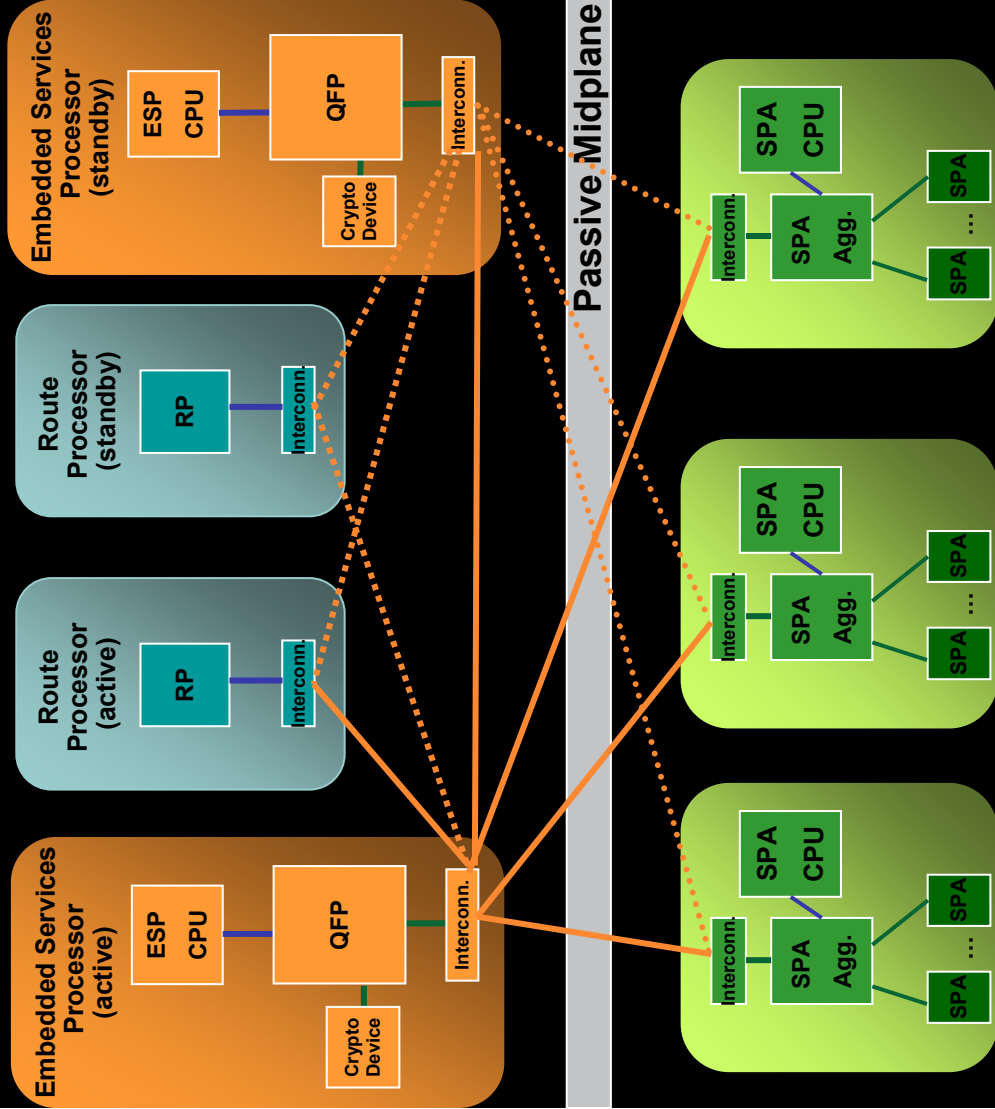 Embedded Services
Processor
(active)
ESP
CPU
QFP
Crypto
Device
Interconn.
Route
Processor
(active)
RP
Interconn.
Route
Processor
(standby)
RP
Interconn.
Embedded Services
Processor
(standby)
ESP
CPU
QFP
Crypto
Device
Interconn.
Passive Midplane
Interconn.
SPA
Agg.
SPA
CPU
SPA
...
SPA
Interconn.
SPA
Agg.
SPA
CPU
SPA
...
SPA
Interconn.
SPA
Agg.
SPA
CPU
SPA
...
SPA